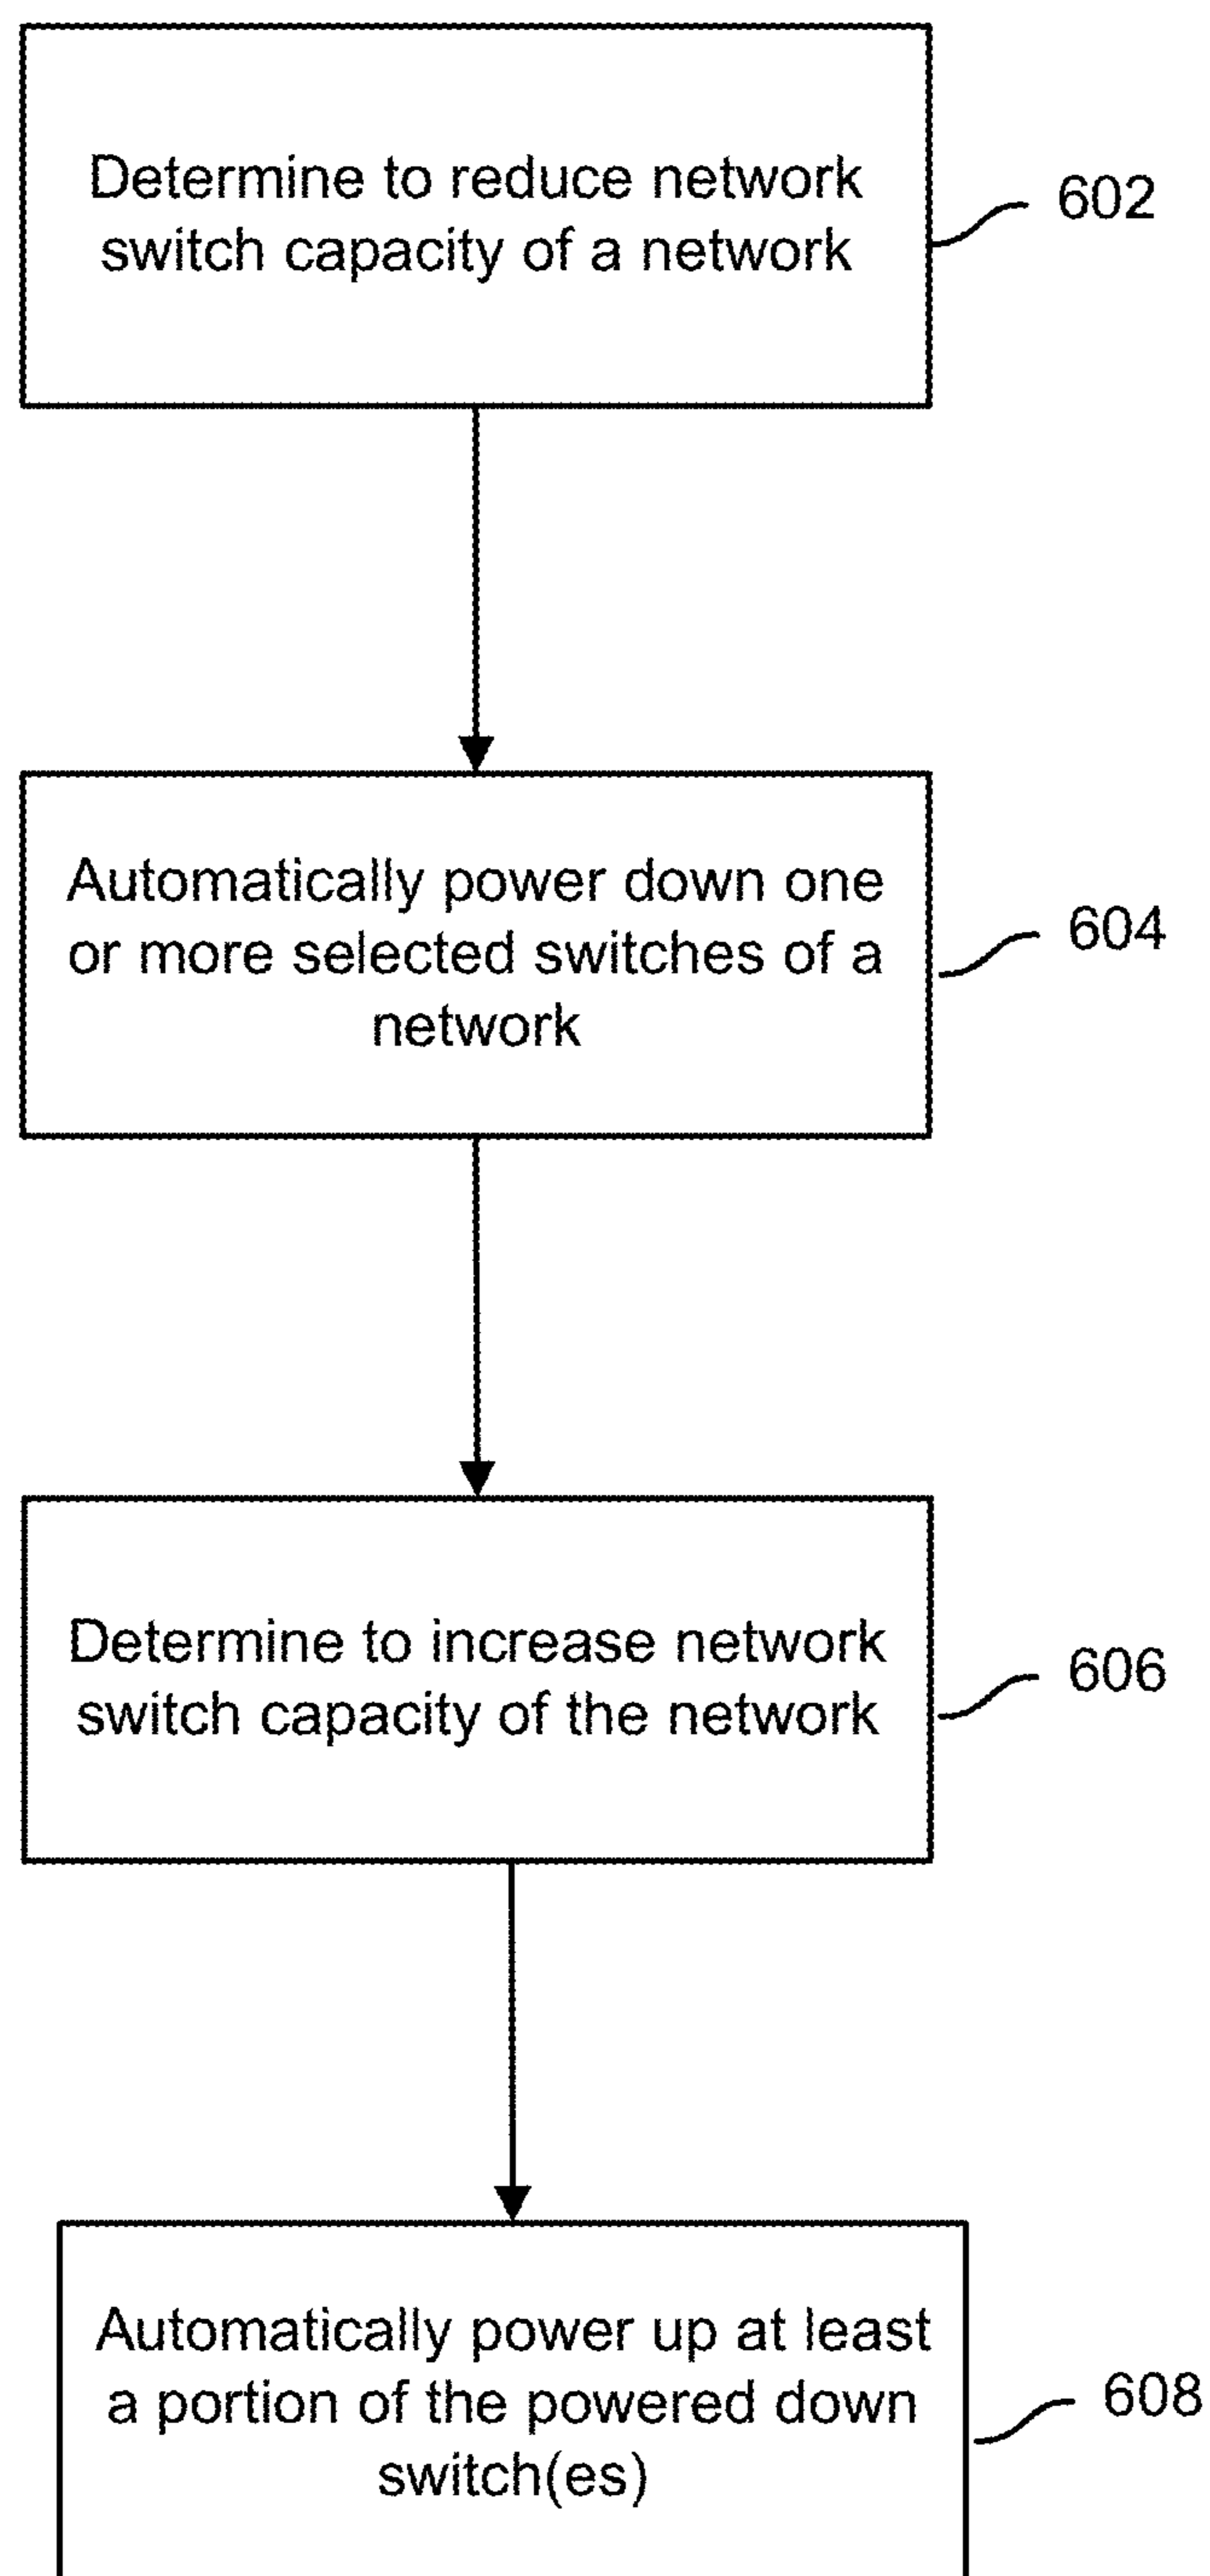 Determine to reduce network
switch capacity of a network
602
Automatically power down one
or more selected switches of a
network
604
Determine to increase network
switch capacity of the network
606
Automatically power up at least
a portion of the powered down
switch(es)
608